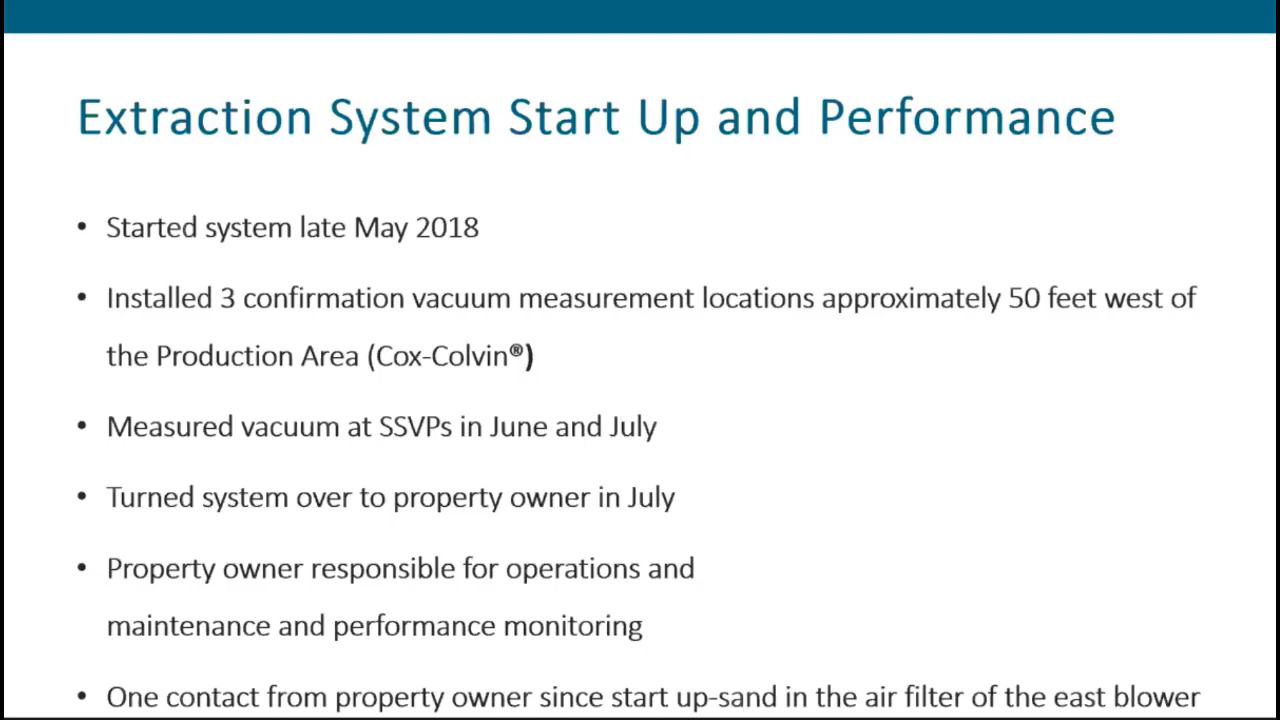 Extraction System Start Up and Performance
• Started system late May 2018
• Installed 3 confirmation vacuum measurement locations approximately 50 feet west of
the Production Area (Cox-Colvin®)
• Measured vacuum at SSVPs in June and July
• Turned system over to property owner in July
• Property owner responsible for operations and
maintenance and performance monitoring
• One contact from property owner since start up-sand in the air filter of the east blower